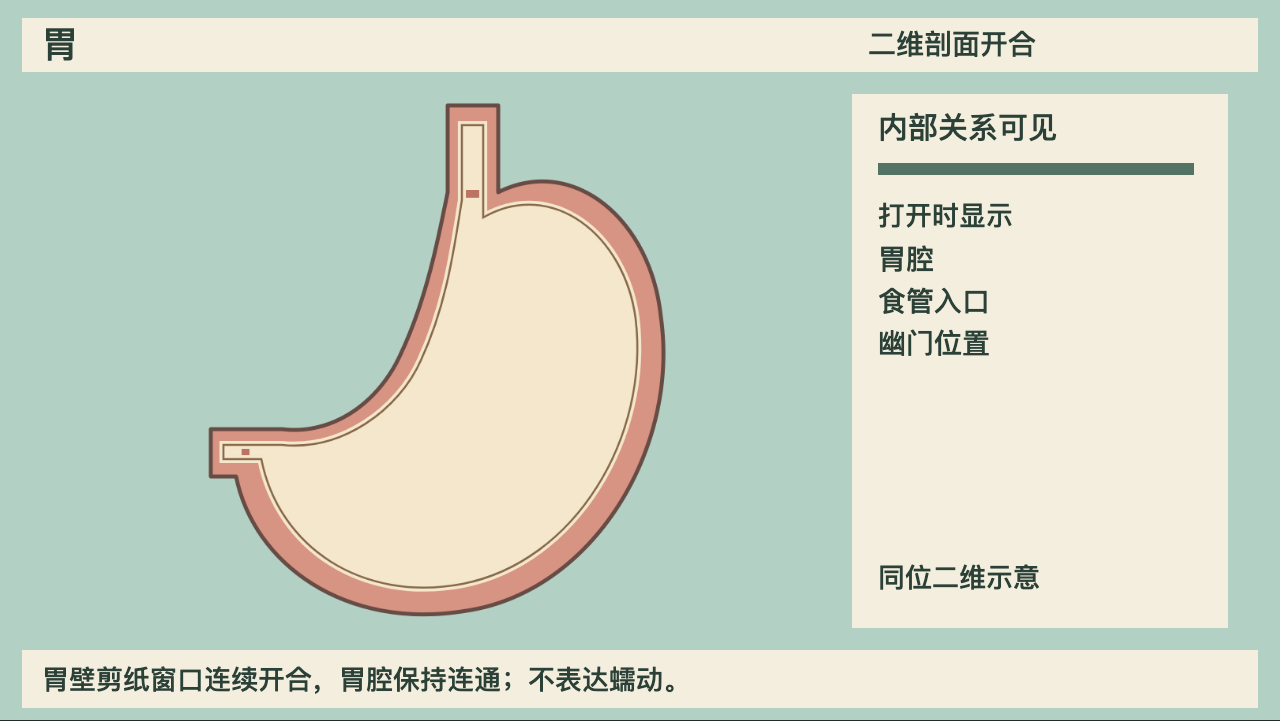 胃
二维剖面开合
内部关系可见
打开时显示
胃腔
食管入口
幽门位置
同位二维示意
胃壁剪纸窗口连续开合，胃腔保持连通；不表达蠕动。